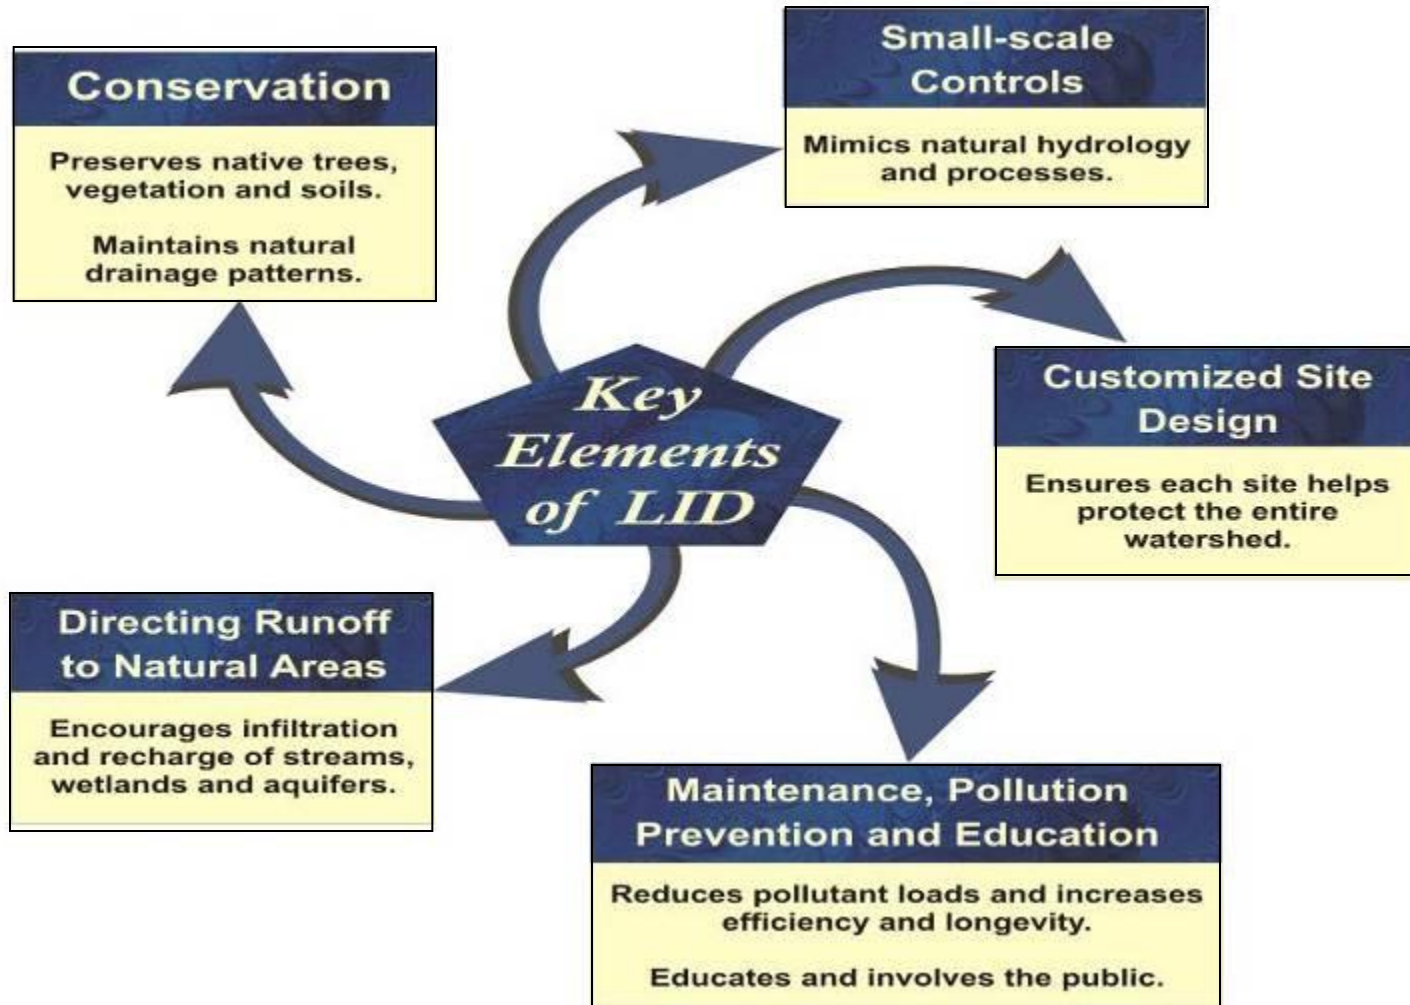 Conservation
Preserves native trees,
vegetation and soils.
Maintains natural
drainage patterns.
Small-scale
Controls
Mimics natural hydrology
and processes.
Key
Elements
of LID
Customized Site
Design
Ensures each site helps
protect the entire
watershed.
Directing Runoff
to Natural Areas
Encourages infiltration
and recharge of streams,
wetlands and aquifers.
Maintenance, Pollution
Prevention and Education
Reduces pollutant loads and increases
efficiency and longevity.
Educates and involves the public.